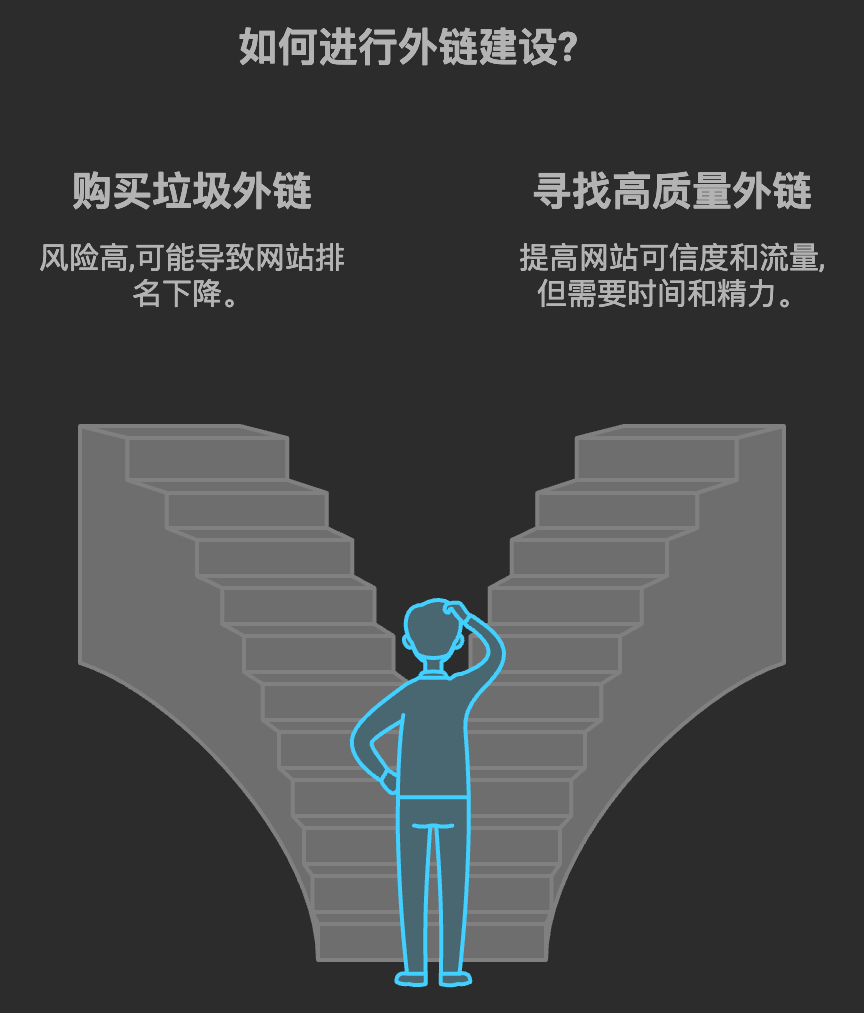 如何进行外链建设?
购买垃圾外链
风险高,可能导致网站排
名下降。
寻找高质量外链
提高网站可信度和流量,
但需要时间和精力。